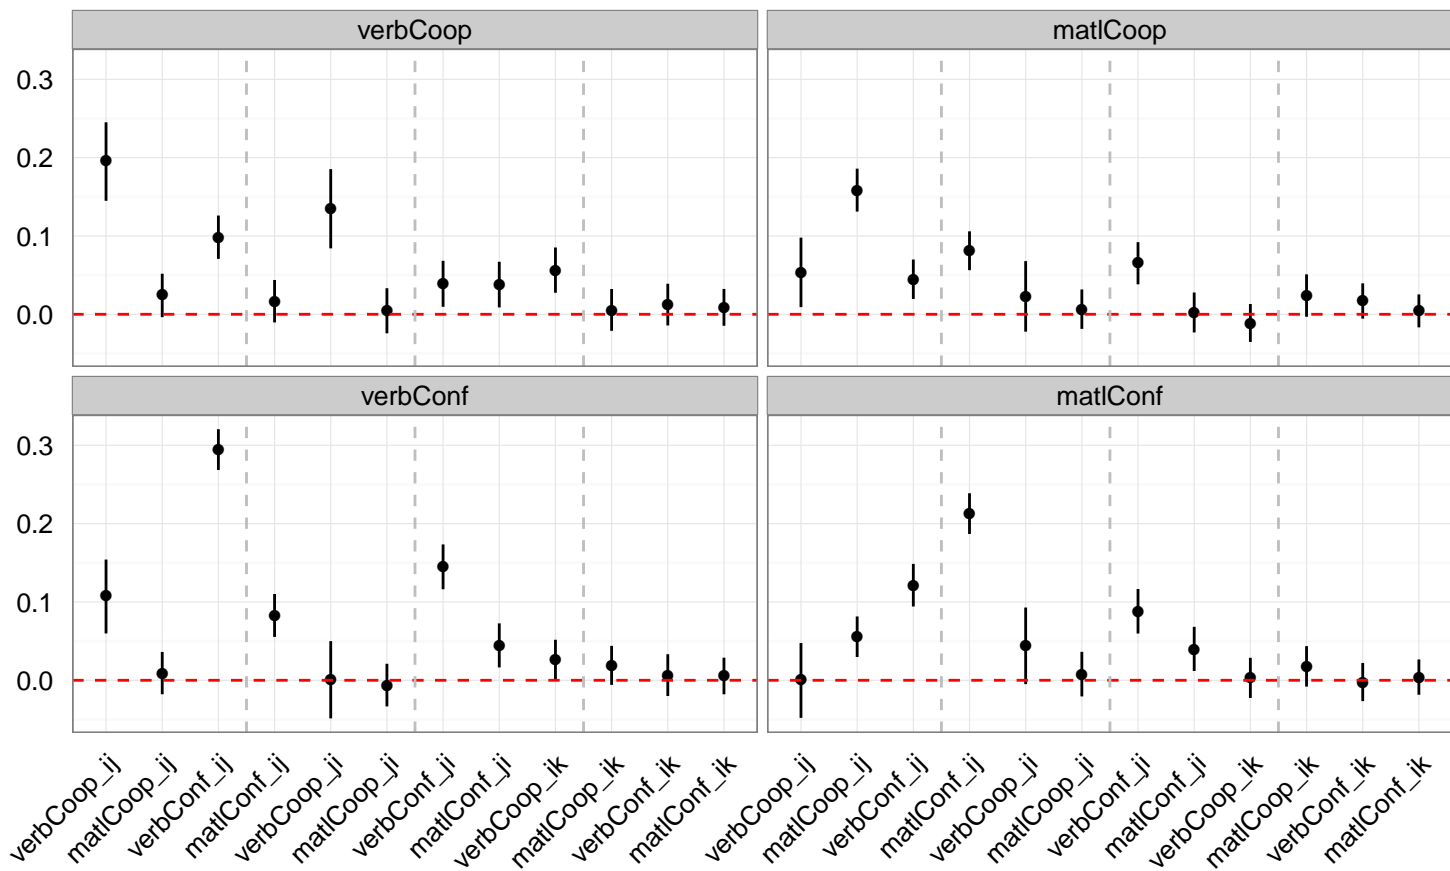 verbCoop
matlCoop
0.3
0.2
0.1
0.0
verbConf
matlConf
0.3
0.2
0.1
0.0
verbCoop_ij
matlCoop_ij
verbConf_ij
matlConf_ij
verbCoop_ji
matlCoop_ji
verbConf_ji
matlConf_ji
verbCoop_ik
matlCoop_ik
verbConf_ik
matlConf_ik
verbCoop_ij
matlCoop_ij
verbConf_ij
matlConf_ij
verbCoop_ji
matlCoop_ji
verbConf_ji
matlConf_ji
verbCoop_ik
matlCoop_ik
verbConf_ik
matlConf_ik